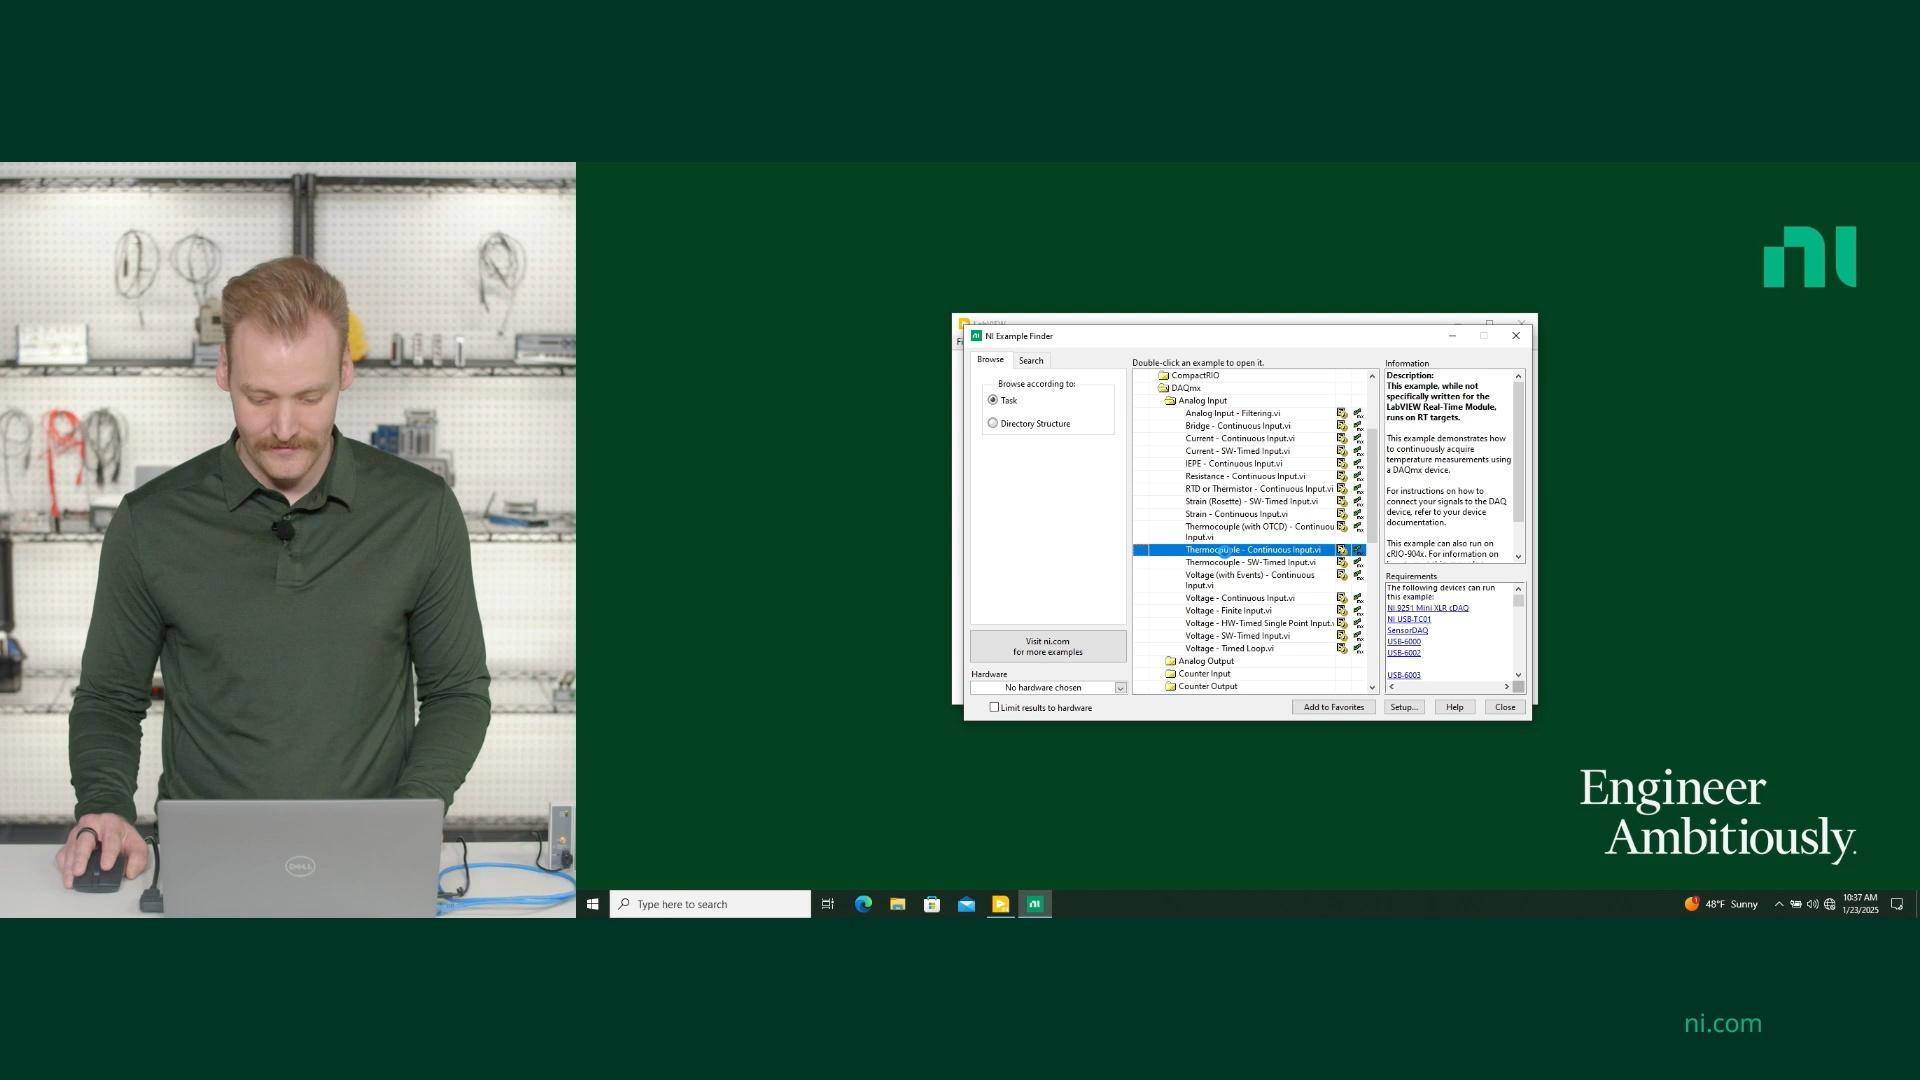 ni
LabVIEW
NI Example Finder
Browse
Search
Browse according to:
Task
Directory Structure
Visit ni.com
for more examples
Hardware
No hardware chosen
Limit results to hardware
Double-click an example to open it.
CompactRIO
DAQmx
Analog Input
Analog Input - Filtering.vi
Bridge - Continuous Input.vi
Current - Continuous Input.vi
Current - SW-Timed Input.vi
IEPE - Continuous Input.vi
Resistance - Continuous Input.vi
RTD or Thermistor - Continuous Input.vi
Strain (Rosette) - SW-Timed Input.vi
Strain - Continuous Input.vi
Thermocouple (with OTCD) - Continuou
Input.vi
Thermocouple - Continuous Input.vi
Thermocouple - SW-Timed Input.vi
Voltage (with Events) - Continuous
Input.vi
Voltage - Continuous Input.vi
Voltage - Finite Input.vi
Voltage - HW-Timed Single Point Input.v
Voltage - SW-Timed Input.vi
Voltage - Timed Loop.vi
Analog Output
Counter Input
Counter Output
Information
Description:
This example, while not
specifically written for the
LabVIEW Real-Time Module,
runs on RT targets.
This example demonstrates how
to continuously acquire
temperature measurements using
a DAQmx device.
For instructions on how to
connect your signals to the DAQ
device, refer to your device
documentation.
This example can also run on
cRIO-904x. For information on
Requirements
The following devices can run
this example:
NI 9251 Mini XLR cDAQ
NI USB-TC01
SensorDAQ
USB-6000
USB-6002
USB-6003
Add to Favorites
Setup...
Help
Close
Engineer
Ambitiously.
DELL
Type here to search
48°F Sunny
10:37 AM
1/23/2025
ni.com